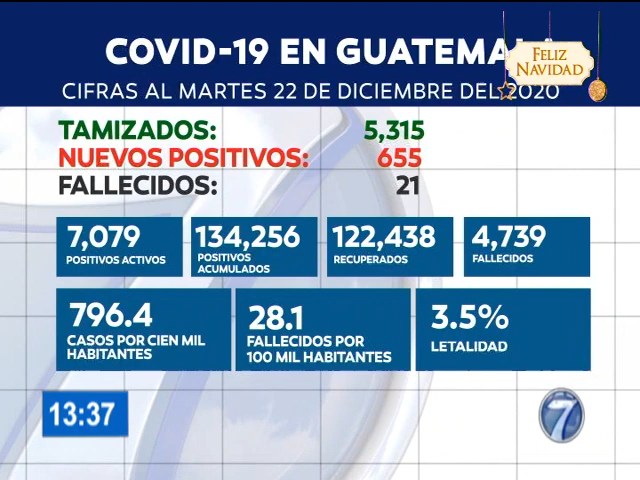 COVID-19 EN GUATEMALA
FELIZ
NAVIDAD
CIFRAS AL MARTES 22 DE DICIEMBRE DEL 2020
TAMIZADOS: 5,315
NUEVOS POSITIVOS: 655
FALLECIDOS: 21
7,079
POSITIVOS ACTIVOS
134,256
POSITIVOS
ACUMULADOS
122,438
RECUPERADOS
4,739
FALLECIDOS
796.4
CASOS POR CIEN MIL
HABITANTES
28.1
FALLECIDOS POR
100 MIL HABITANTES
3.5%
LETALIDAD
13:37
7